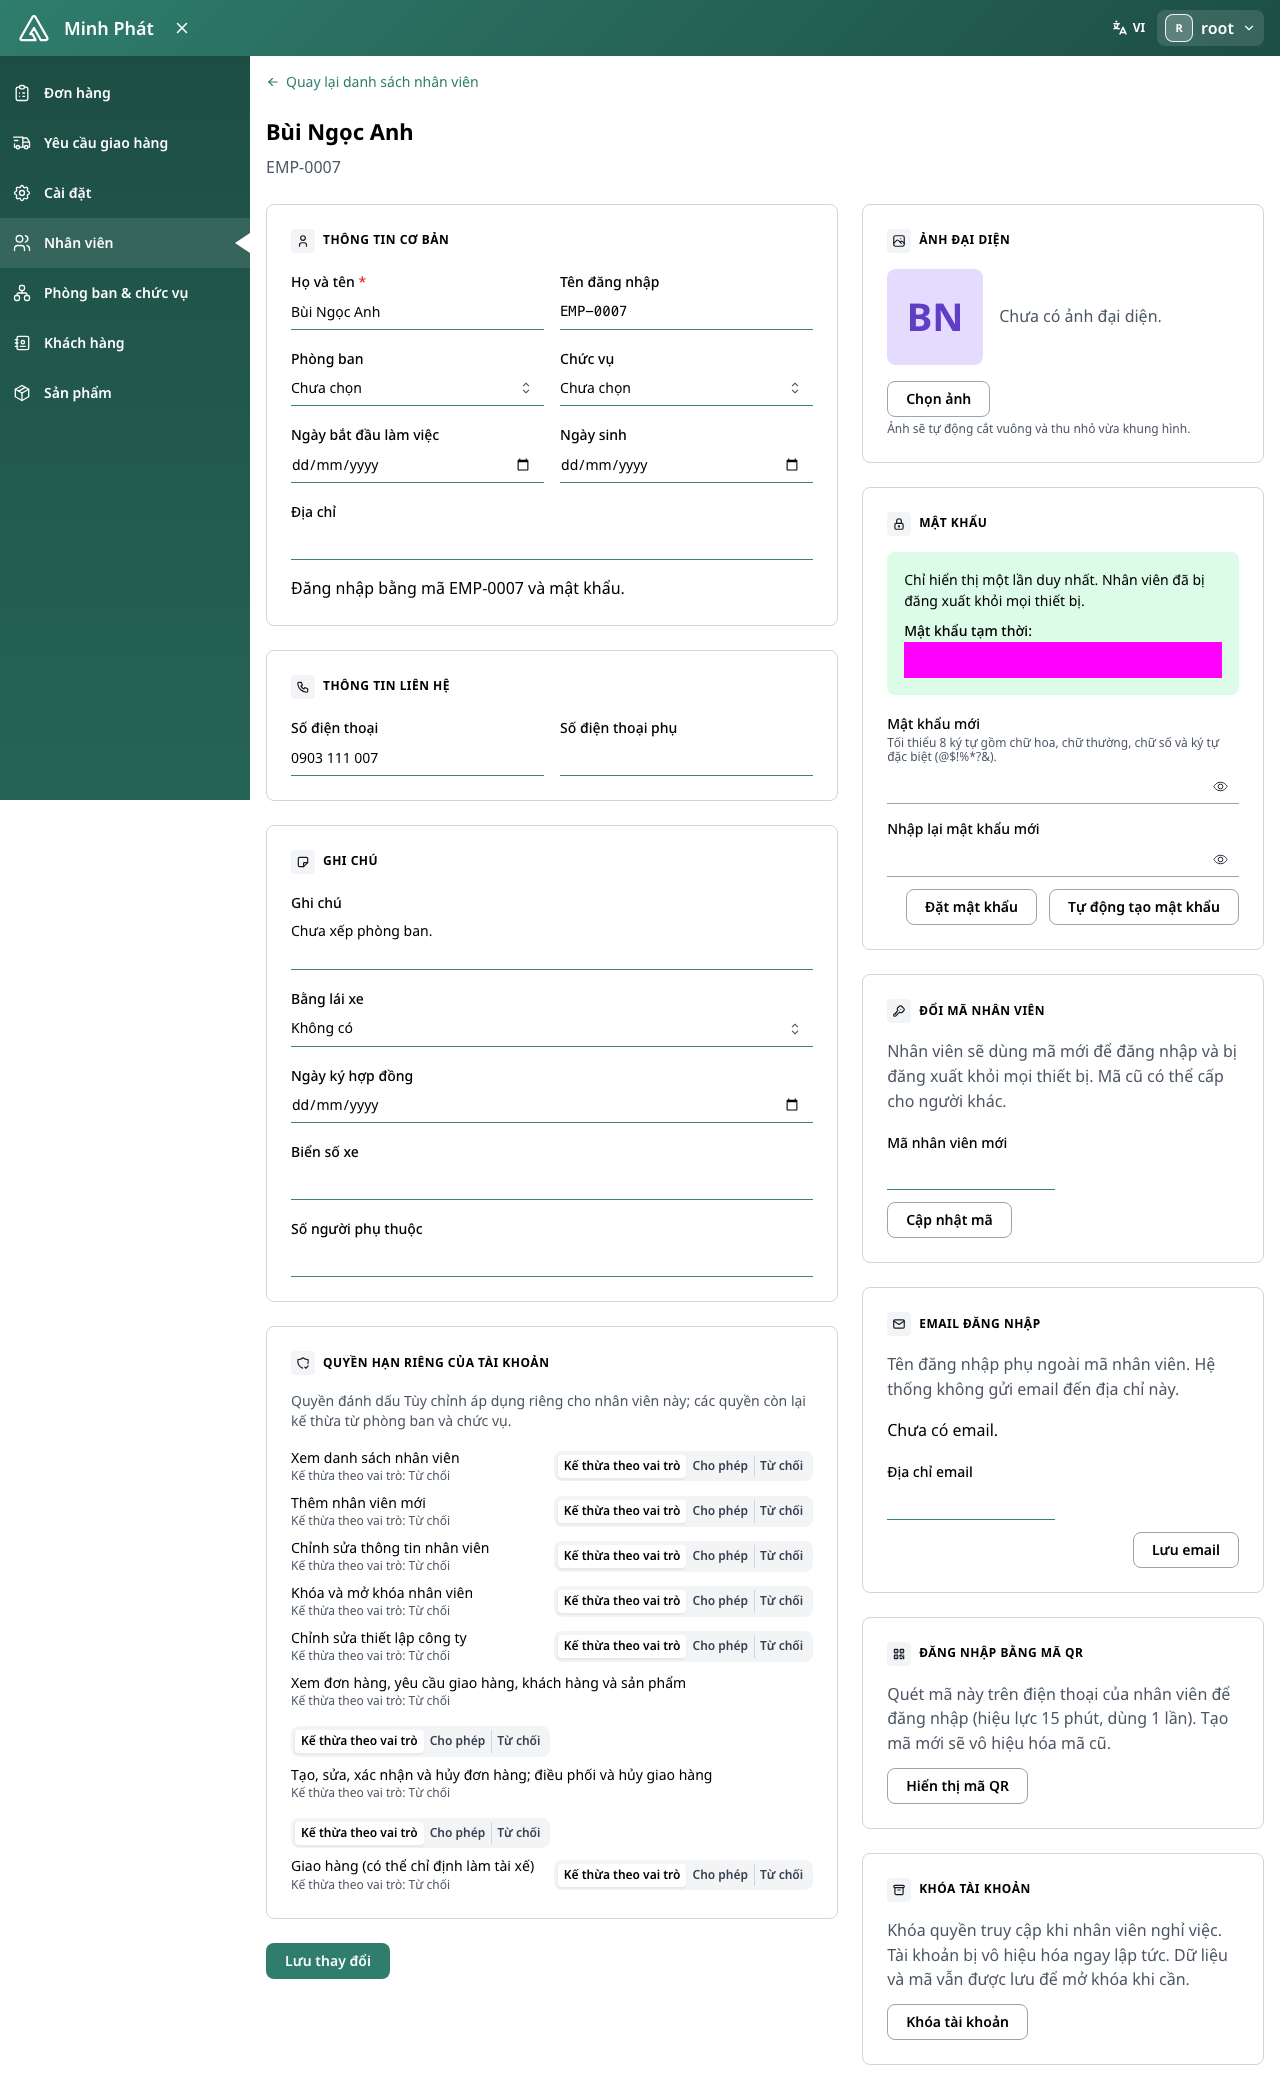 Minh Phát
VI
R
root
Đơn hàng
Yêu cầu giao hàng
Cài đặt
Nhân viên
Phòng ban & chức vụ
Khách hàng
Sản phẩm
Quay lại danh sách nhân viên
Bùi Ngọc Anh
EMP-0007
THÔNG TIN CƠ BẢN
Họ và tên *
Bùi Ngọc Anh
Tên đăng nhập
EMP-0007
Phòng ban
Chưa chọn
Chức vụ
Chưa chọn
Ngày bắt đầu làm việc
dd/mm/yyyy
Ngày sinh
dd/mm/yyyy
Địa chỉ
Đăng nhập bằng mã EMP-0007 và mật khẩu.
THÔNG TIN LIÊN HỆ
Số điện thoại
0903 111 007
Số điện thoại phụ
GHI CHÚ
Ghi chú
Chưa xếp phòng ban.
Bằng lái xe
Không có
Ngày ký hợp đồng
dd/mm/yyyy
Biển số xe
Số người phụ thuộc
QUYỀN HẠN RIÊNG CỦA TÀI KHOẢN
Quyền đánh dấu Tùy chỉnh áp dụng riêng cho nhân viên này; các quyền còn lại
kế thừa từ phòng ban và chức vụ.
Xem danh sách nhân viên
Kế thừa theo vai trò: Từ chối
Kế thừa theo vai trò Cho phép Từ chối
Thêm nhân viên mới
Kế thừa theo vai trò: Từ chối
Kế thừa theo vai trò Cho phép Từ chối
Chỉnh sửa thông tin nhân viên
Kế thừa theo vai trò: Từ chối
Kế thừa theo vai trò Cho phép Từ chối
Khóa và mở khóa nhân viên
Kế thừa theo vai trò: Từ chối
Kế thừa theo vai trò Cho phép Từ chối
Chỉnh sửa thiết lập công ty
Kế thừa theo vai trò: Từ chối
Kế thừa theo vai trò Cho phép Từ chối
Xem đơn hàng, yêu cầu giao hàng, khách hàng và sản phẩm
Kế thừa theo vai trò: Từ chối
Kế thừa theo vai trò Cho phép Từ chối
Tạo, sửa, xác nhận và hủy đơn hàng; điều phối và hủy giao hàng
Kế thừa theo vai trò: Từ chối
Kế thừa theo vai trò Cho phép Từ chối
Giao hàng (có thể chỉ định làm tài xế)
Kế thừa theo vai trò: Từ chối
Kế thừa theo vai trò Cho phép Từ chối
Lưu thay đổi
ẢNH ĐẠI DIỆN
BN
Chưa có ảnh đại diện.
Chọn ảnh
Ảnh sẽ tự động cắt vuông và thu nhỏ vừa khung hình.
MẬT KHẨU
Chỉ hiển thị một lần duy nhất. Nhân viên đã bị
đăng xuất khỏi mọi thiết bị.
Mật khẩu tạm thời:
Mật khẩu mới
Tối thiểu 8 ký tự gồm chữ hoa, chữ thường, chữ số và ký tự
đặc biệt (@$!%*?&).
Nhập lại mật khẩu mới
Đặt mật khẩu
Tự động tạo mật khẩu
ĐỔI MÃ NHÂN VIÊN
Nhân viên sẽ dùng mã mới để đăng nhập và bị
đăng xuất khỏi mọi thiết bị. Mã cũ có thể cấp
cho người khác.
Mã nhân viên mới
Cập nhật mã
EMAIL ĐĂNG NHẬP
Tên đăng nhập phụ ngoài mã nhân viên. Hệ
thống không gửi email đến địa chỉ này.
Chưa có email.
Địa chỉ email
Lưu email
ĐĂNG NHẬP BẰNG MÃ QR
Quét mã này trên điện thoại của nhân viên để
đăng nhập (hiệu lực 15 phút, dùng 1 lần). Tạo
mã mới sẽ vô hiệu hóa mã cũ.
Hiển thị mã QR
KHÓA TÀI KHOẢN
Khóa quyền truy cập khi nhân viên nghỉ việc.
Tài khoản bị vô hiệu hóa ngay lập tức. Dữ liệu
và mã vẫn được lưu để mở khóa khi cần.
Khóa tài khoản